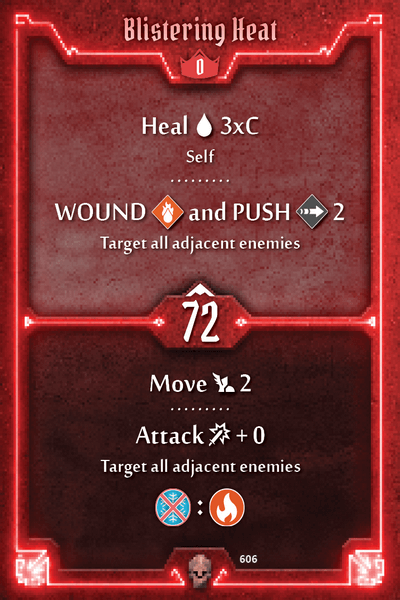 Blistering Heat
0
Heal 3xC
Self
WOUND and PUSH 2
Target all adjacent enemies
72
Move 2
Attack + 0
Target all adjacent enemies
:
606